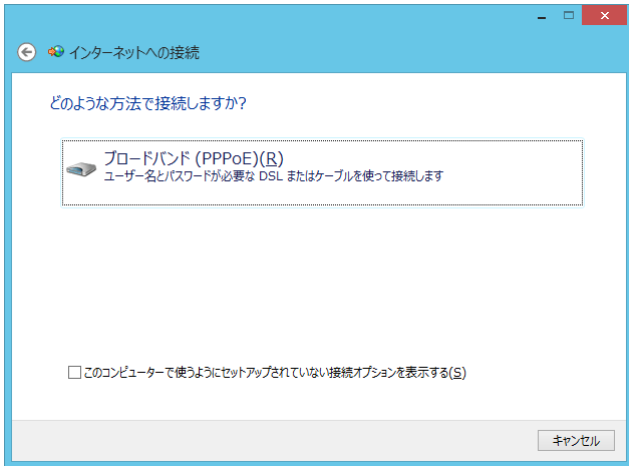 インターネットへの接続
どのような方法で接続しますか?
ブロードバンド (PPPoE)(R)
ユーザー名とパスワードが必要な DSL またはケーブルを使って接続します
このコンピューターで使うようにセットアップされていない接続オプションを表示する(S)
キャンセル